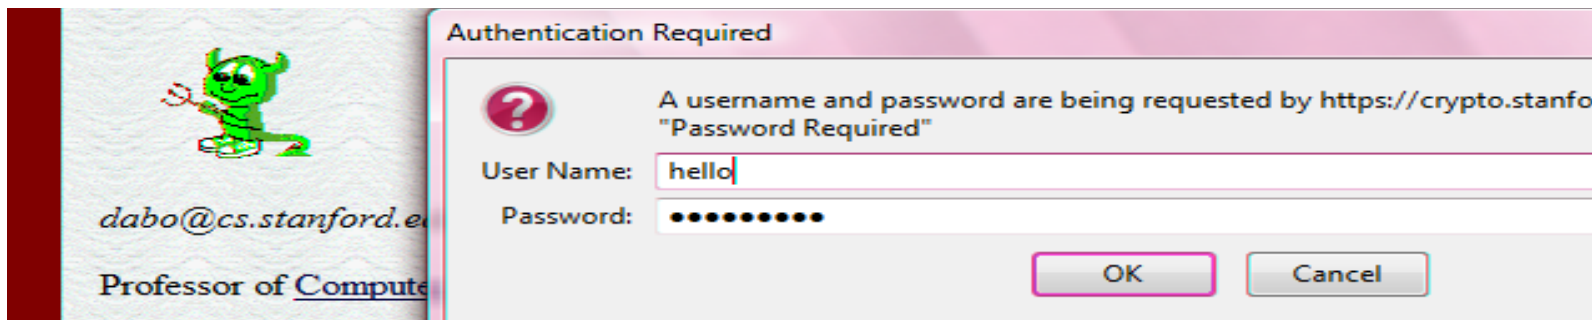 Authentication Required
A username and password are being requested by https://crypto.stanfo
"Password Required"
User Name: hello
Password: •••••••••
OK Cancel
dabo@cs.stanford.ed
Professor of Compute